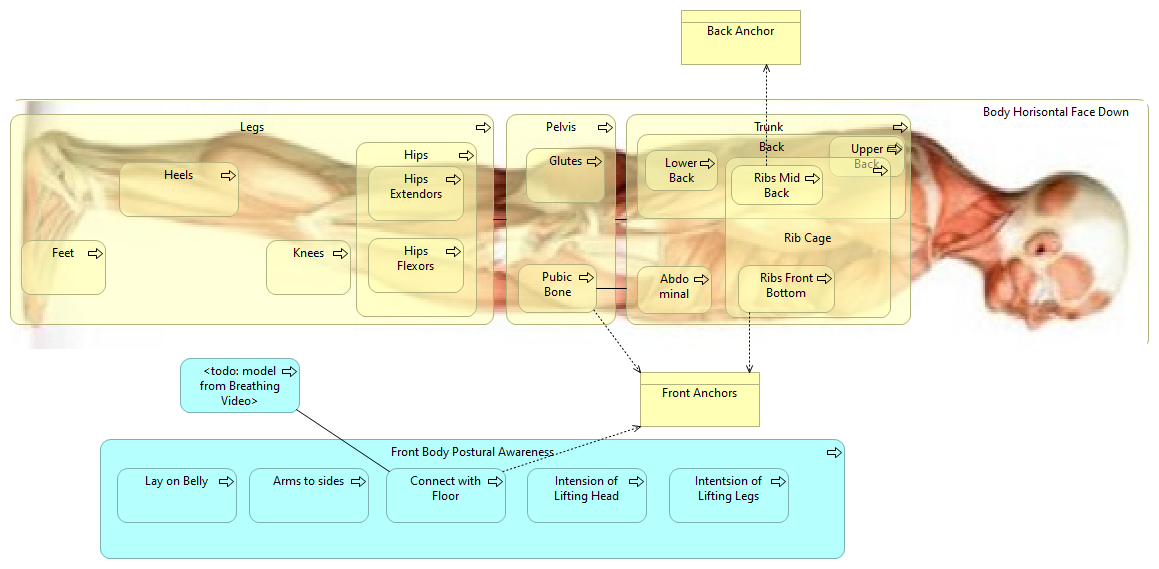 Back Anchor
Body Horisontal Face Down
Legs
Pelvis
Trunk
Back
Hips
Glutes
Lower
Back
Upper
Back
Heels
Hips
Extendors
Ribs Mid
Back
Rib Cage
Feet
Knees
Hips
Flexors
Pubic
Bone
Abdo
minal
Ribs Front
Bottom
<todo: model
from Breathing
Video>
Front Anchors
Front Body Postural Awareness
Lay on Belly
Arms to sides
Connect with
Floor
Intension of
Lifting Head
Intentsion of
Lifting Legs